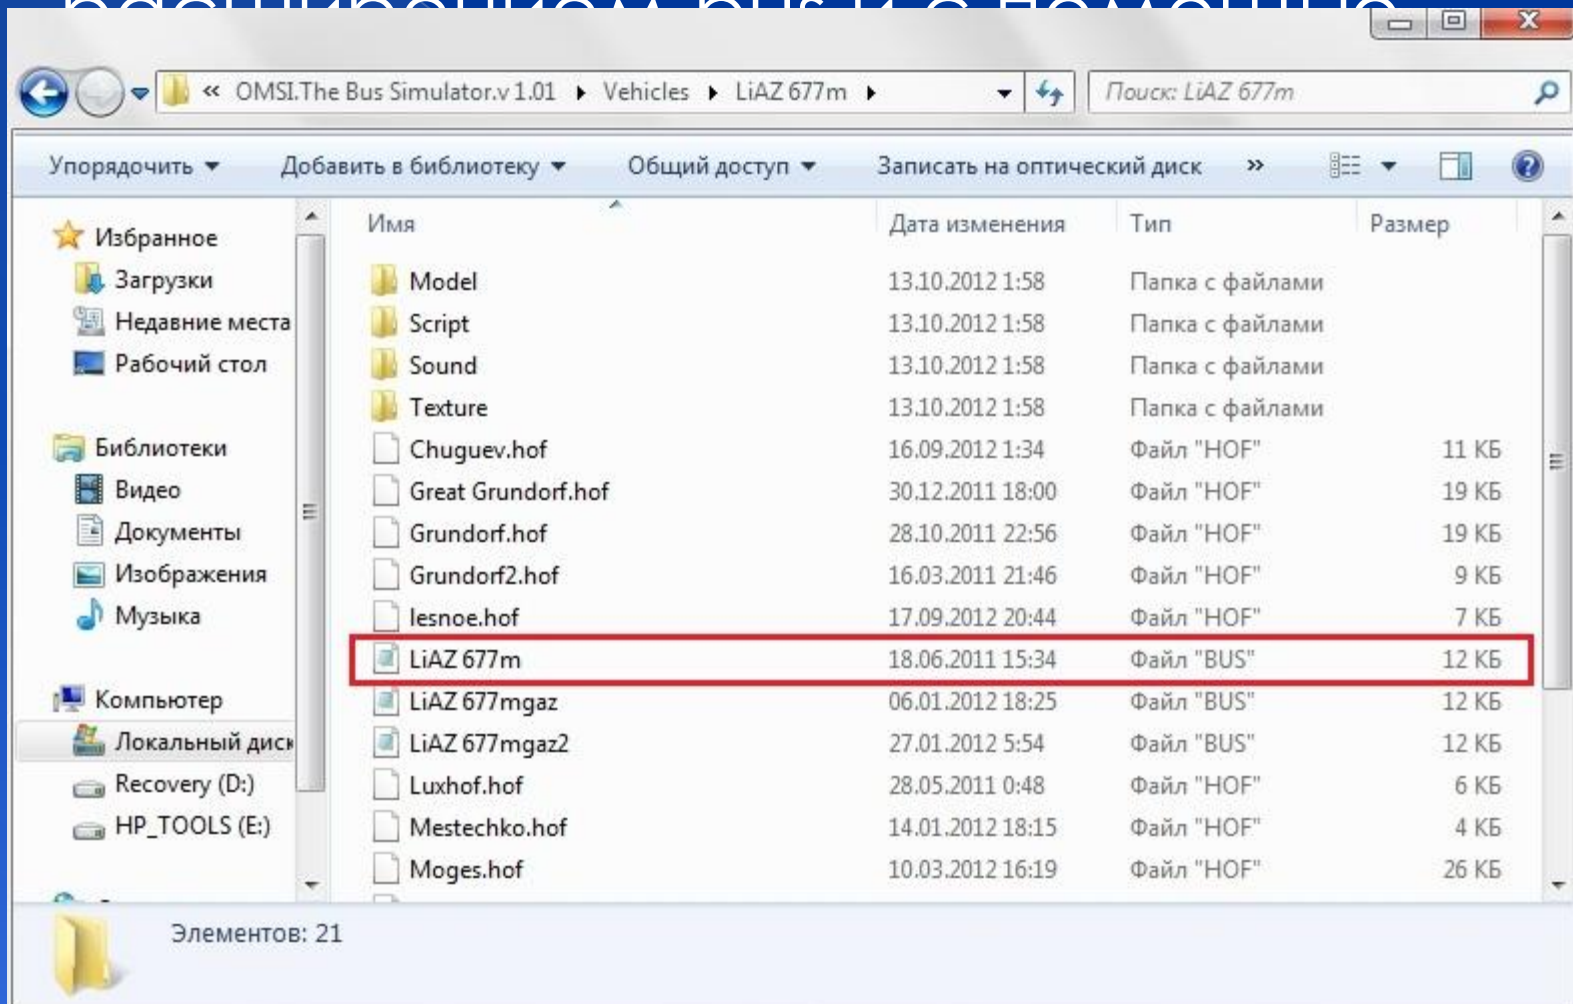 расширением bus и с помощью
« OMSI.The Bus Simulator.v 1.01 Vehicles LiAZ 677m
Поиск: LiAZ 677m
Упорядочить Добавить в библиотеку Общий доступ Записать на оптический диск »
Избранное
Загрузки
Недавние места
Рабочий стол
Библиотеки
Видео
Документы
Изображения
Музыка
Компьютер
Локальный диск
Recovery (D:)
HP_TOOLS (E:)
Имя Дата изменения Тип Размер
Model 13.10.2012 1:58 Папка с файлами
Script 13.10.2012 1:58 Папка с файлами
Sound 13.10.2012 1:58 Папка с файлами
Texture 13.10.2012 1:58 Папка с файлами
Chuguev.hof 16.09.2012 1:34 Файл "HOF" 11 КБ
Great Grundorf.hof 30.12.2011 18:00 Файл "HOF" 19 КБ
Grundorf.hof 28.10.2011 22:56 Файл "HOF" 19 КБ
Grundorf2.hof 16.03.2011 21:46 Файл "HOF" 9 КБ
lesnoe.hof 17.09.2012 20:44 Файл "HOF" 7 КБ
LiAZ 677m 18.06.2011 15:34 Файл "BUS" 12 КБ
LiAZ 677mgaz 06.01.2012 18:25 Файл "BUS" 12 КБ
LiAZ 677mgaz2 27.01.2012 5:54 Файл "BUS" 12 КБ
Luxhof.hof 28.05.2011 0:48 Файл "HOF" 6 КБ
Mestechko.hof 14.01.2012 18:15 Файл "HOF" 4 КБ
Moges.hof 10.03.2012 16:19 Файл "HOF" 26 КБ
Элементов: 21